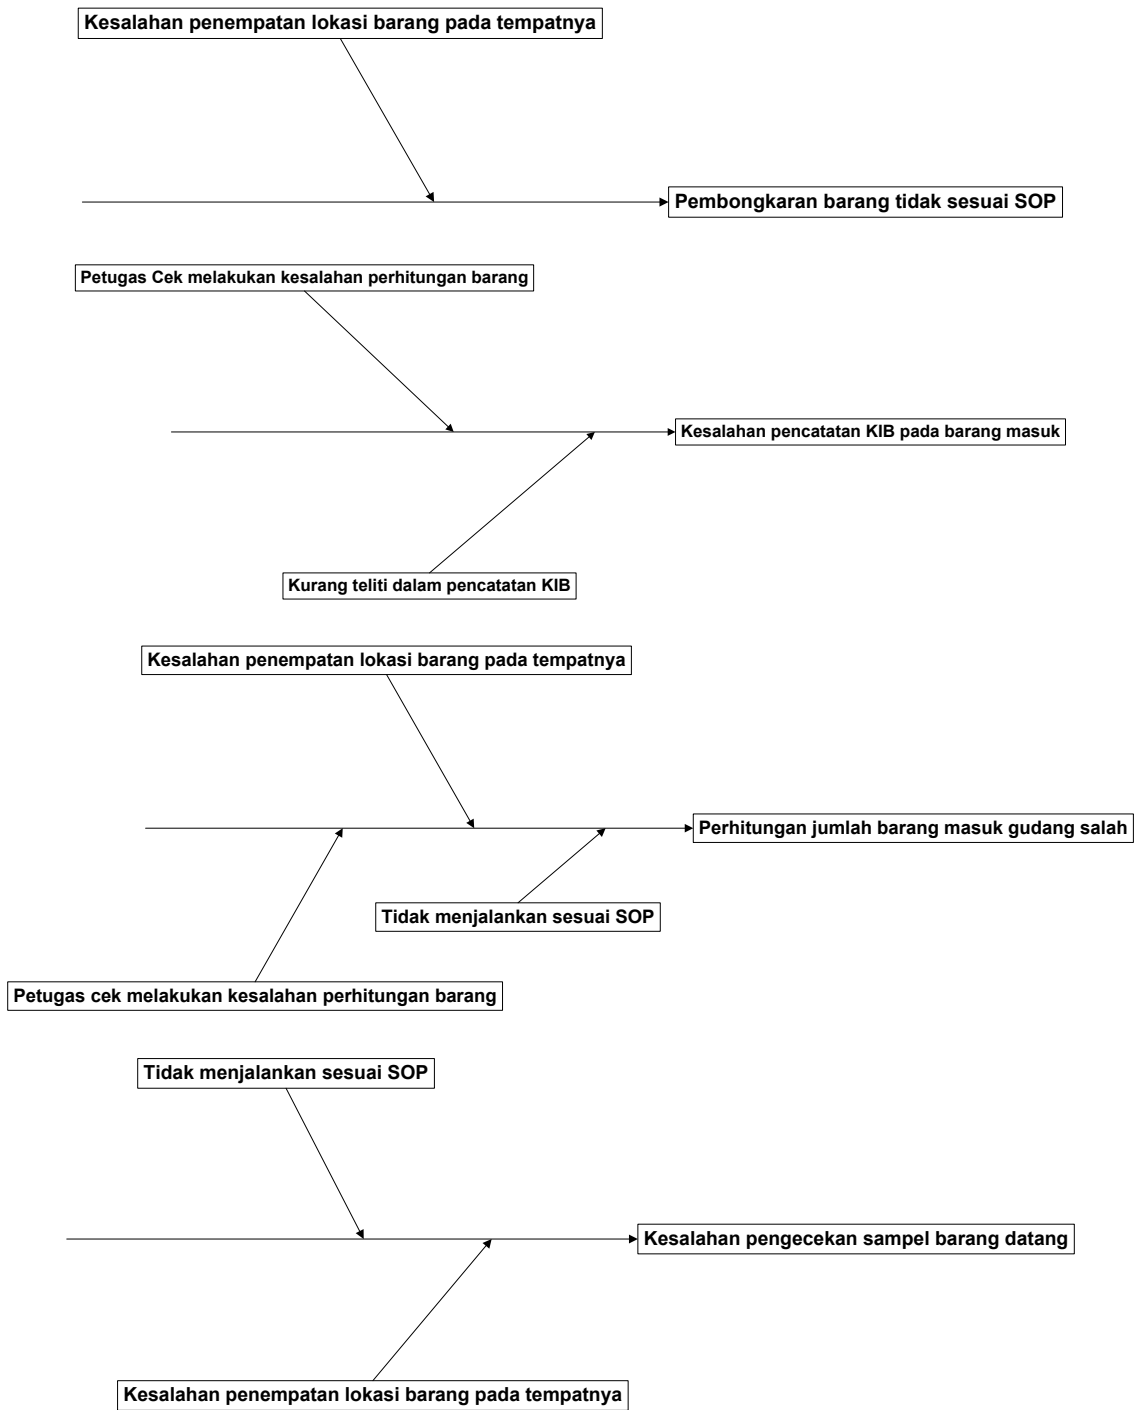 Kesalahan penempatan lokasi barang pada tempatnya
Pembongkaran barang tidak sesuai SOP
Petugas Cek melakukan kesalahan perhitungan barang
Kesalahan pencatatan KIB pada barang masuk
Kurang teliti dalam pencatatan KIB
Kesalahan penempatan lokasi barang pada tempatnya
Perhitungan jumlah barang masuk gudang salah
Tidak menjalankan sesuai SOP
Petugas cek melakukan kesalahan perhitungan barang
Tidak menjalankan sesuai SOP
Kesalahan pengecekan sampel barang datang
Kesalahan penempatan lokasi barang pada tempatnya